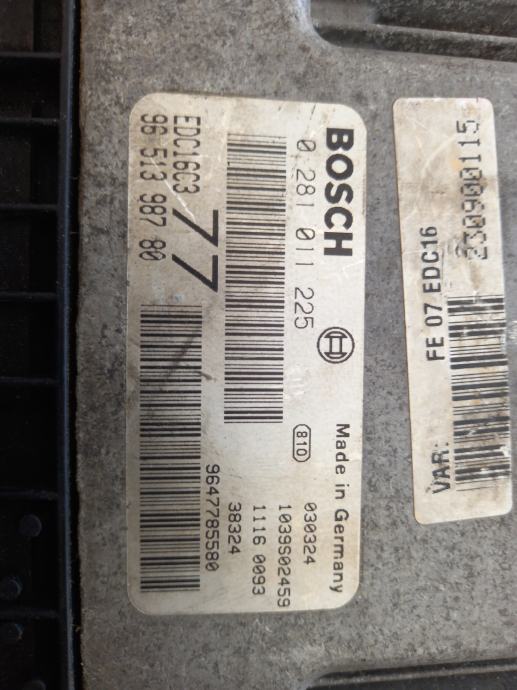 BOSCH
0 281 011 225
EDC16C3
96 513 987 80
77
Made in Germany
810
030324
1039S02459
1116 0093
38324
9647785580
230900115
FE 07 EDC16
VAR: